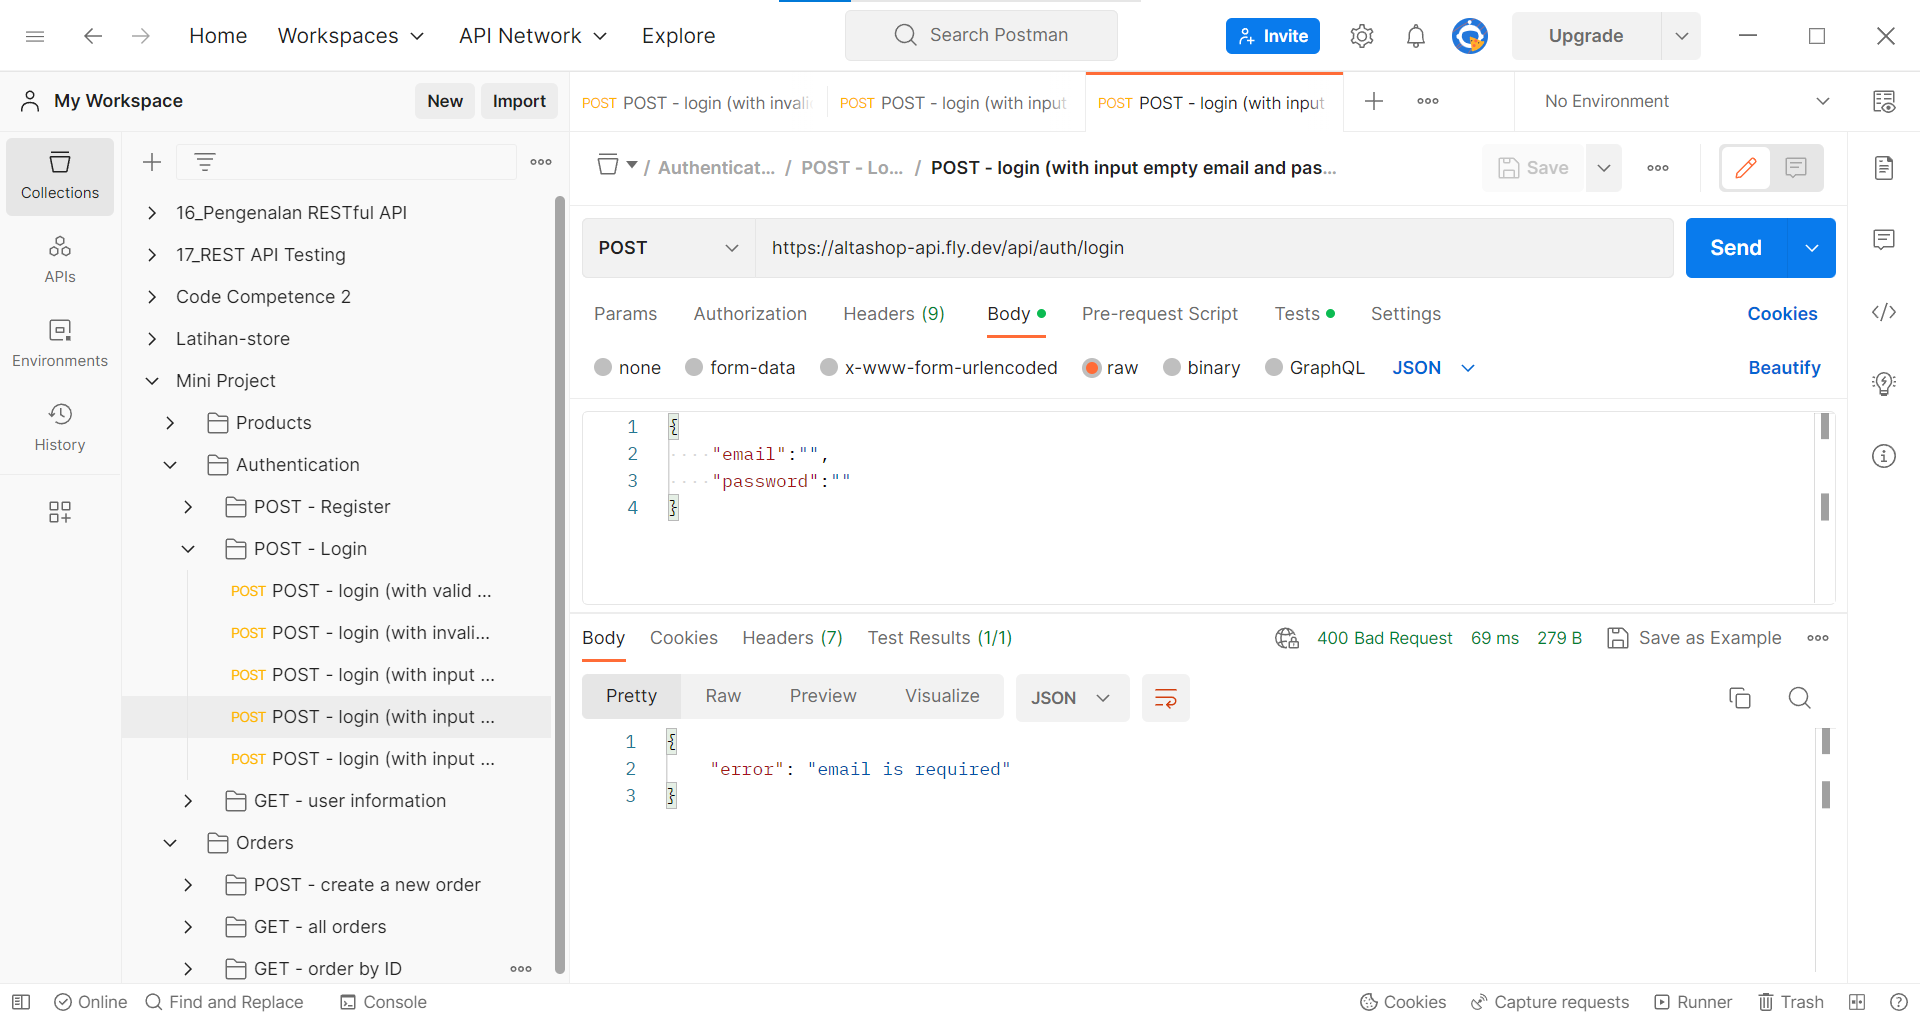 Home Workspaces API Network Explore Search Postman Invite Upgrade
My Workspace New Import
POST POST - login (with invali POST POST - login (with input POST POST - login (with input No Environment
Collections
APIs
Environments
History
16_Pengenalan RESTful API
17_REST API Testing
Code Competence 2
Latihan-store
Mini Project
Products
Authentication
POST - Register
POST - Login
POST POST - login (with valid ...
POST POST - login (with invali...
POST POST - login (with input ...
POST POST - login (with input ...
POST POST - login (with input ...
GET - user information
Orders
POST - create a new order
GET - all orders
GET - order by ID
/ Authenticat... / POST - Lo... / POST - login (with input empty email and pas... Save
POST https://altashop-api.fly.dev/api/auth/login Send
Params Authorization Headers (9) Body Pre-request Script Tests Settings Cookies
none form-data x-www-form-urlencoded raw binary GraphQL JSON Beautify
1 {
2 "email":"",
3 "password":""
4 }
Body Cookies Headers (7) Test Results (1/1) 400 Bad Request 69 ms 279 B Save as Example
Pretty Raw Preview Visualize JSON
1 {
2 "error": "email is required"
3 }
Online Find and Replace Console Cookies Capture requests Runner Trash